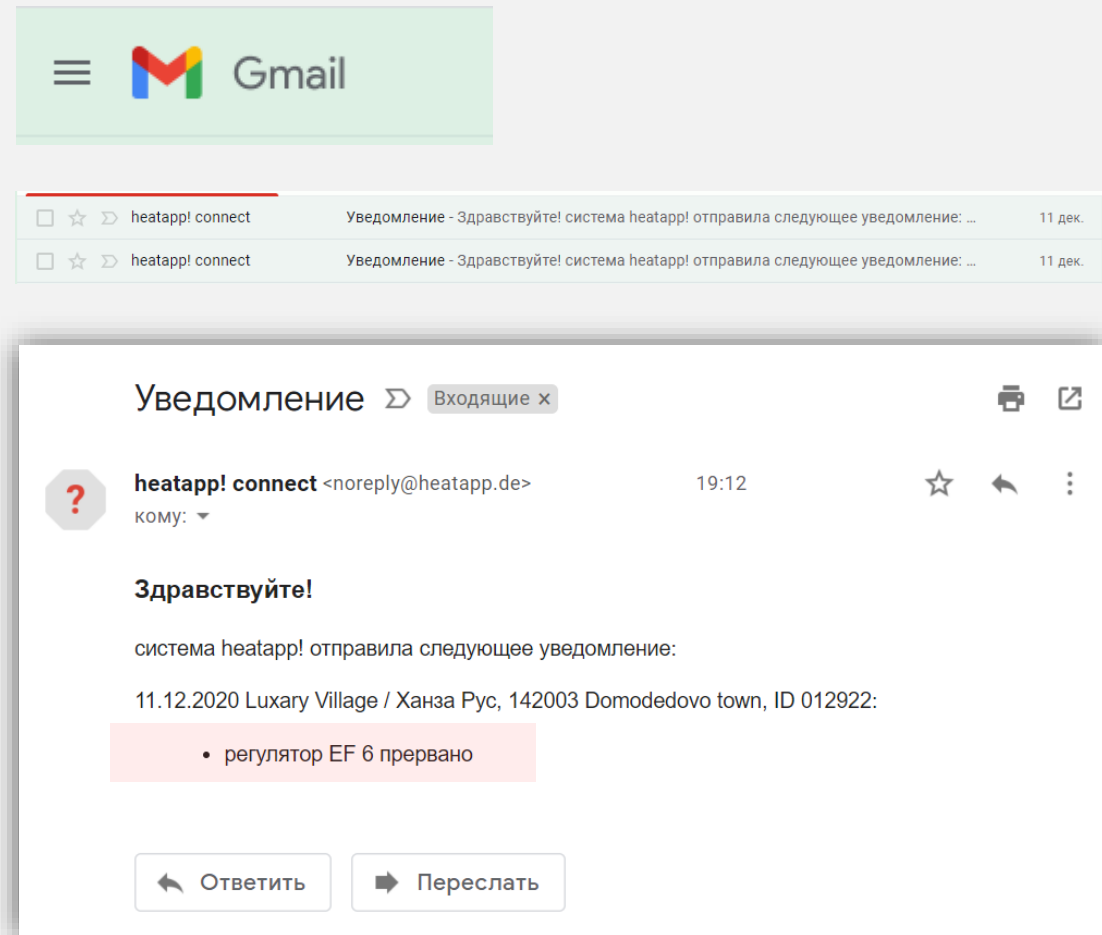 Gmail
heatapp! connect Уведомление - Здравствуйте! система heatapp! отправила следующее уведомление: ... 11 дек.
heatapp! connect Уведомление - Здравствуйте! система heatapp! отправила следующее уведомление: ... 11 дек.
Уведомление Входящие x
heatapp! connect <noreply@heatapp.de> 19:12
кому:
Здравствуйте!
система heatapp! отправила следующее уведомление:
11.12.2020 Luxary Village / Ханза Рус, 142003 Domodedovo town, ID 012922:
• регулятор EF 6 прервано
Ответить Переслать